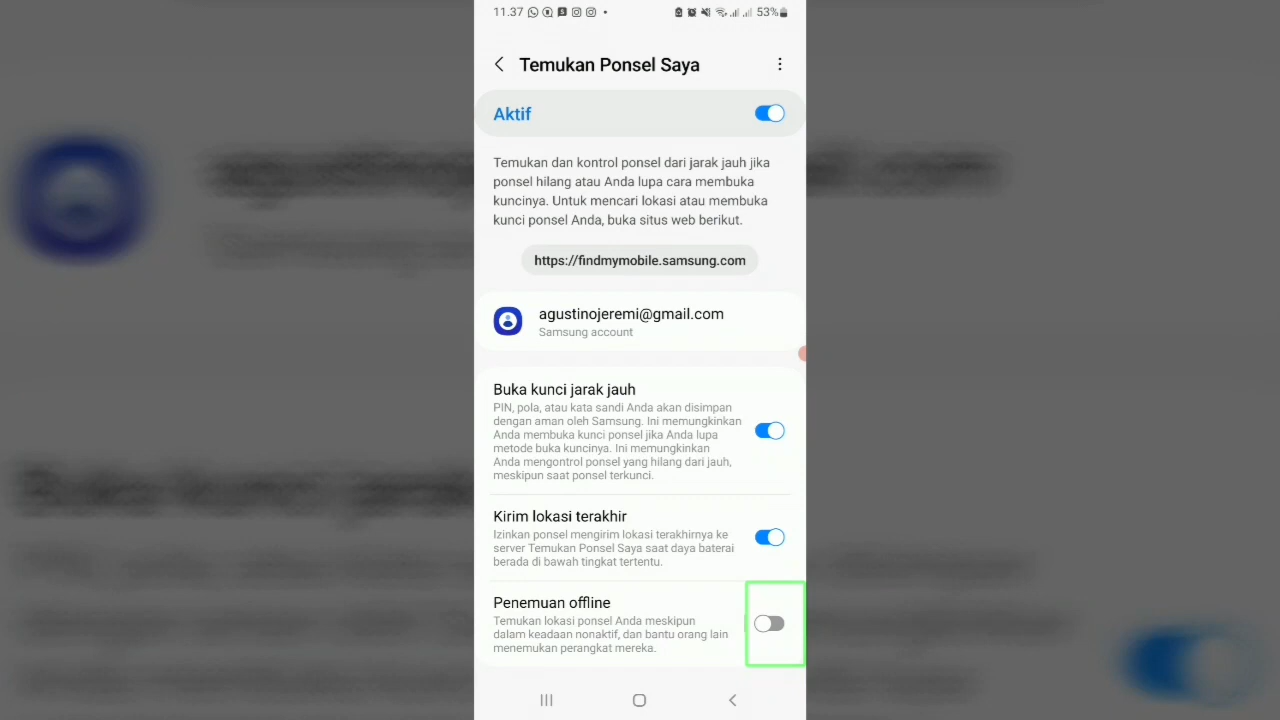 11.37
53%
Temukan Ponsel Saya
Aktif
Temukan dan kontrol ponsel dari jarak jauh jika
ponsel hilang atau Anda lupa cara membuka
kuncinya. Untuk mencari lokasi atau membuka
kunci ponsel Anda, buka situs web berikut.
https://findmymobile.samsung.com
agustinojeremi@gmail.com
Samsung account
Buka kunci jarak jauh
PIN, pola, atau kata sandi Anda akan disimpan
dengan aman oleh Samsung. Ini memungkinkan
Anda membuka kunci ponsel jika Anda lupa
metode buka kuncinya. Ini memungkinkan
Anda mengontrol ponsel yang hilang dari jauh,
meskipun saat ponsel terkunci.
Kirim lokasi terakhir
Izinkan ponsel mengirim lokasi terakhirnya ke
server Temukan Ponsel Saya saat daya baterai
berada di bawah tingkat tertentu.
Penemuan offline
Temukan lokasi ponsel Anda meskipun
dalam keadaan nonaktif, dan bantu orang lain
menemukan perangkat mereka.